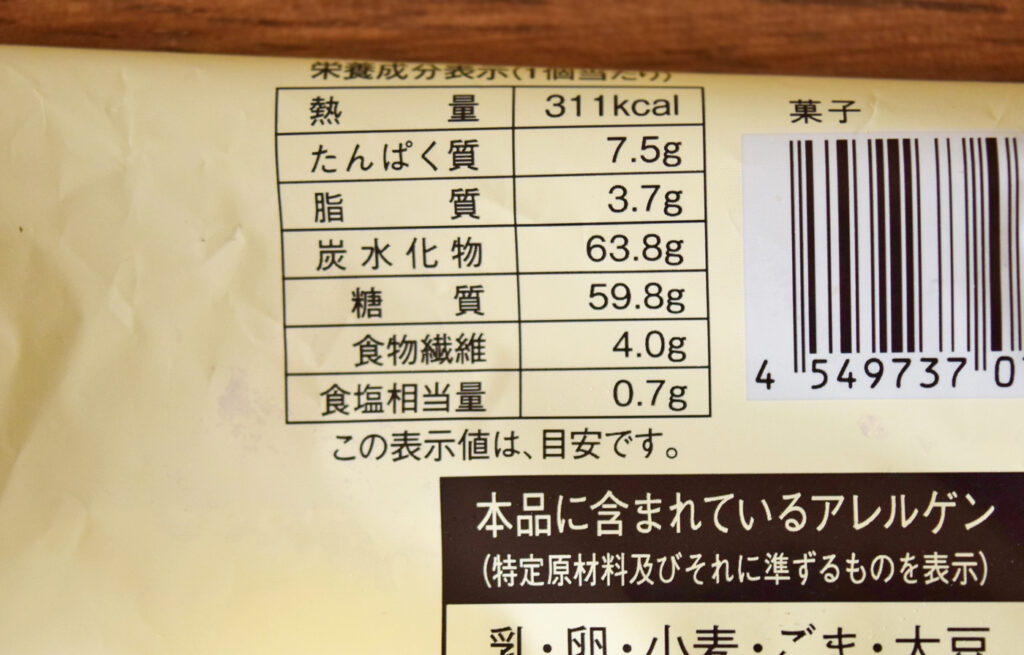 栄養成分表示(1個当たり)
熱量 311kcal
たんぱく質 7.5g
脂質 3.7g
炭水化物 63.8g
糖質 59.8g
食物繊維 4.0g
食塩相当量 0.7g
この表示値は、目安です。
菓子
4 549737 0
本品に含まれているアレルゲン
(特定原材料及びそれに準ずるものを表示)
乳・卵・小麦・ごま・大豆